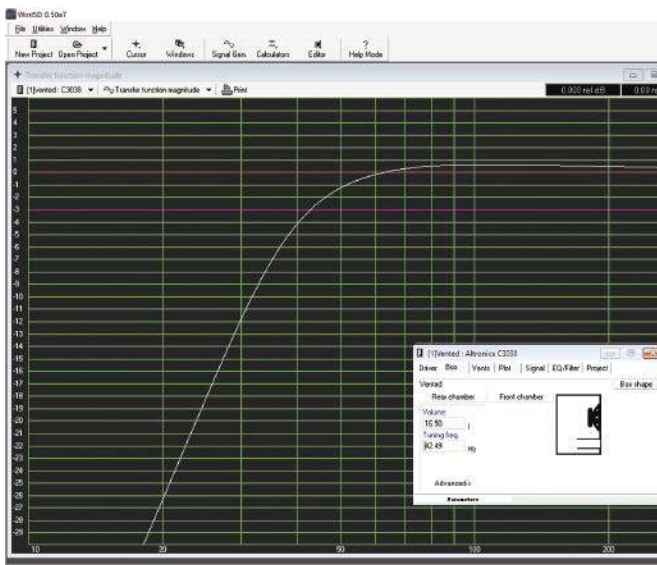 WinISD 0.50a7
File Utilities Window Help
New Project Open Project Cursor Windows Signal Gen. Calculators Editor Help Mode
Transfer function magnitude
[1]vented : C3038 Transfer function magnitude Print 0.000 rel dB
5
4
3
2
1
0
-1
-2
-3
-4
-5
-6
-7
-8
-9
-10
-11
-12
-13
-14
-15
-16
-17
-18
-19
-20
-21
-22
-23
-24
-25
-26
-27
-28
-29
10 20 50 100 200
[1]Vented : Altronics C3038
Driver Box Vents Plot Signal EQ/Filter Project
Vented Box shape
Rear chamber Front chamber
Volume
16.50 l
Tuning freq.
42.49 Hz
Advanced->
Parameters